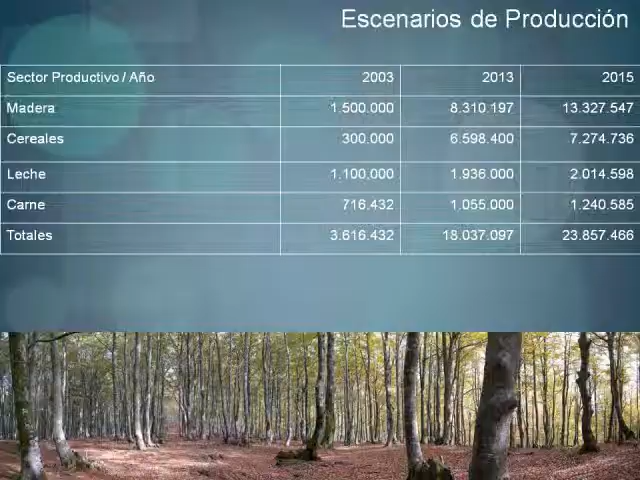 Escenarios de Producción
Sector Productivo / Año 2003 2013 2015
Madera 1.500.000 8.310.197 13.327.547
Cereales 300.000 6.598.400 7.274.736
Leche 1.100.000 1.936.000 2.014.598
Carne 716.432 1.055.000 1.240.585
Totales 3.616.432 18.037.097 23.857.466